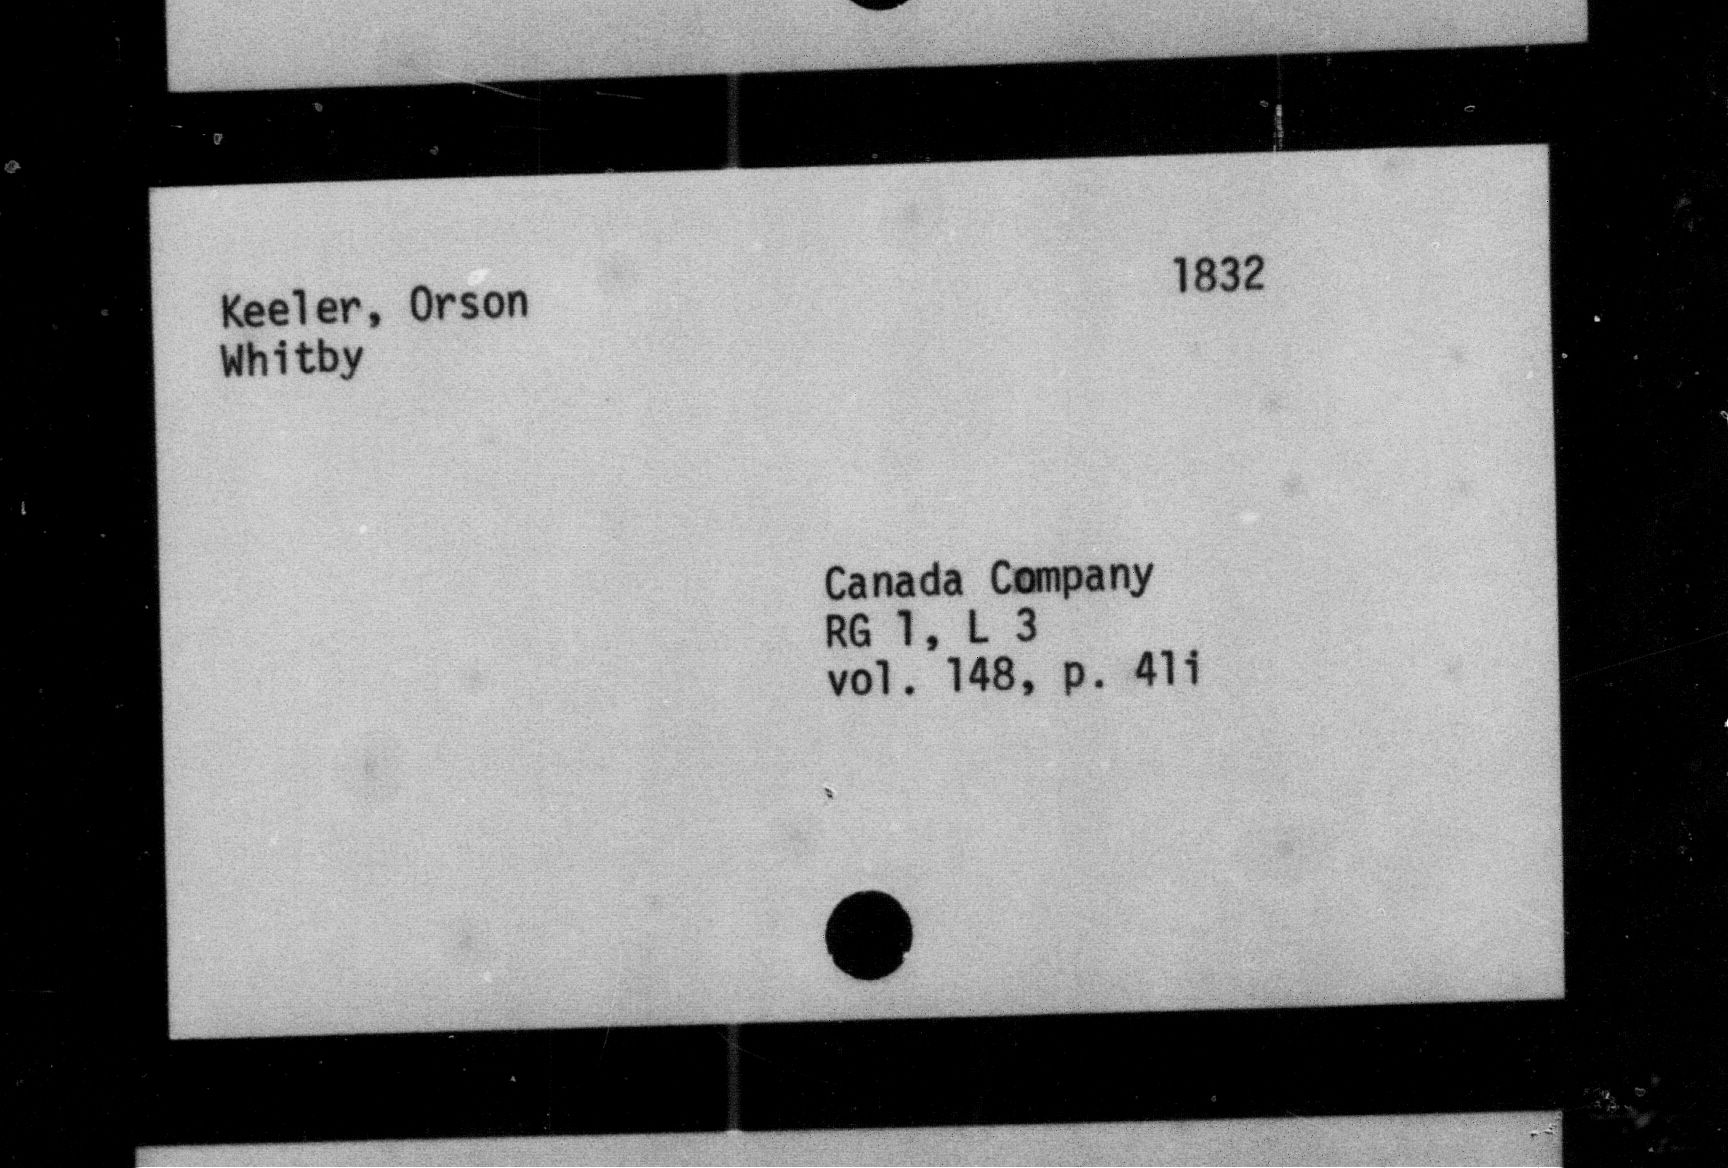 Keeler, Orson
Whitby
1832
Canada Company
RG 1, L 3
vol. 148, p. 41i